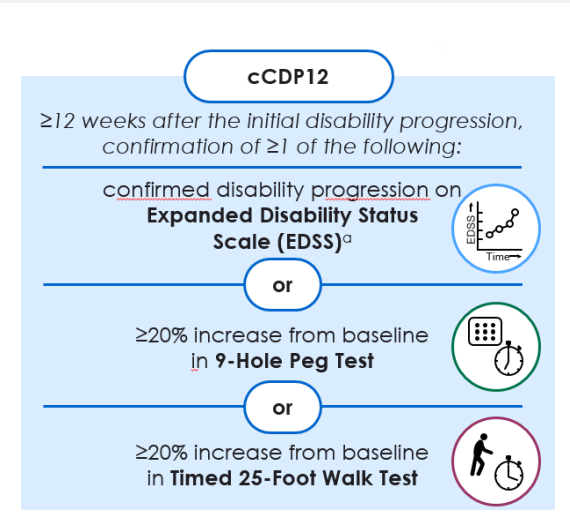 cCDP12
≥12 weeks after the initial disability progression,
confirmation of ≥1 of the following:
confirmed disability progression on
Expanded Disability Status
Scale (EDSS)ᵃ
EDSS
Time
or
≥20% increase from baseline
in 9-Hole Peg Test
or
≥20% increase from baseline
in Timed 25-Foot Walk Test